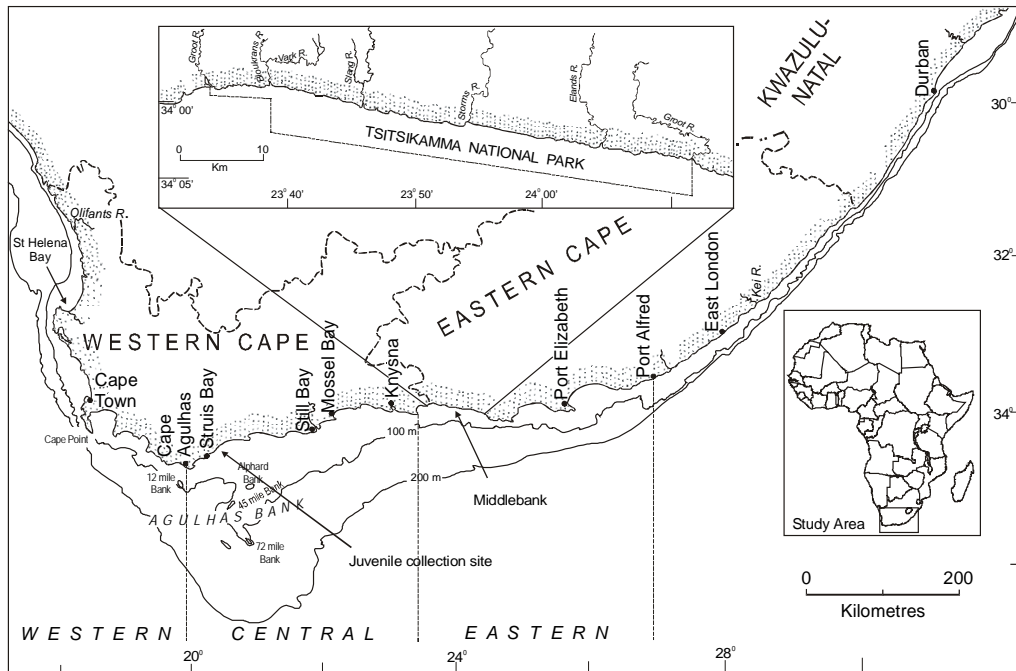 Groot R.
Boukrans R.
Vark R.
Slang R.
Storms R.
Elands R.
Groot R.
34° 00'
0 10
Km
TSITSIKAMMA NATIONAL PARK
34° 05'
23° 40'
23° 50'
24° 00'
KWAZULU-
NATAL
Durban
30°
Olifants R.
St Helena
Bay
EASTERN CAPE
32°
East London
Kei R.
WESTERN CAPE
Cape
Town
Still Bay
Mossel Bay
Knysna
Port Elizabeth
Port Alfred
34°
Cape Point
Cape
Agulhas
Struis Bay
100 m
200 m
12 mile
Bank
Alphard
Bank
45 mile Bank
AGULHAS BANK
72 mile
Bank
Middlebank
Juvenile collection site
Study Area
0 200
Kilometres
WESTERN CENTRAL EASTERN
20° 24° 28°